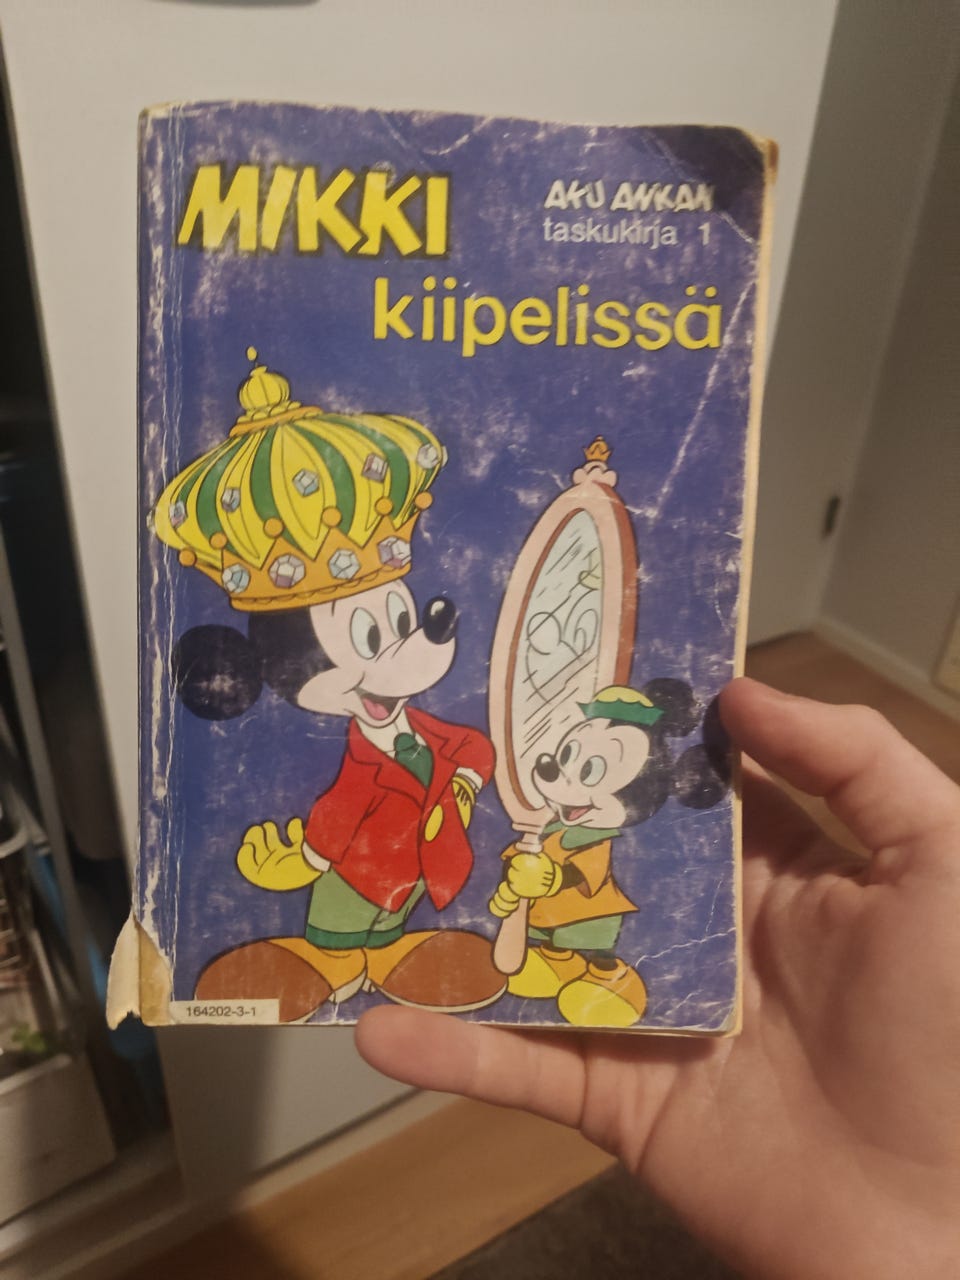 MIKKI
kiipelissä
AKU ANKAN
taskukirja 1
164202-3-1